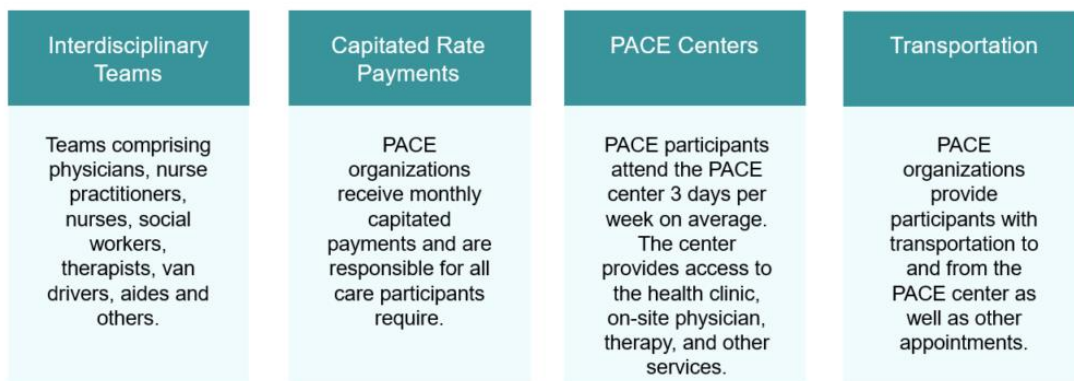 Interdisciplinary
Teams
Teams comprising
physicians, nurse
practitioners,
nurses, social
workers,
therapists, van
drivers, aides and
others.
Capitated Rate
Payments
PACE
organizations
receive monthly
capitated
payments and are
responsible for all
care participants
require.
PACE Centers
PACE participants
attend the PACE
center 3 days per
week on average.
The center
provides access to
the health clinic,
on-site physician,
therapy, and other
services.
Transportation
PACE
organizations
provide
participants with
transportation to
and from the
PACE center as
well as other
appointments.